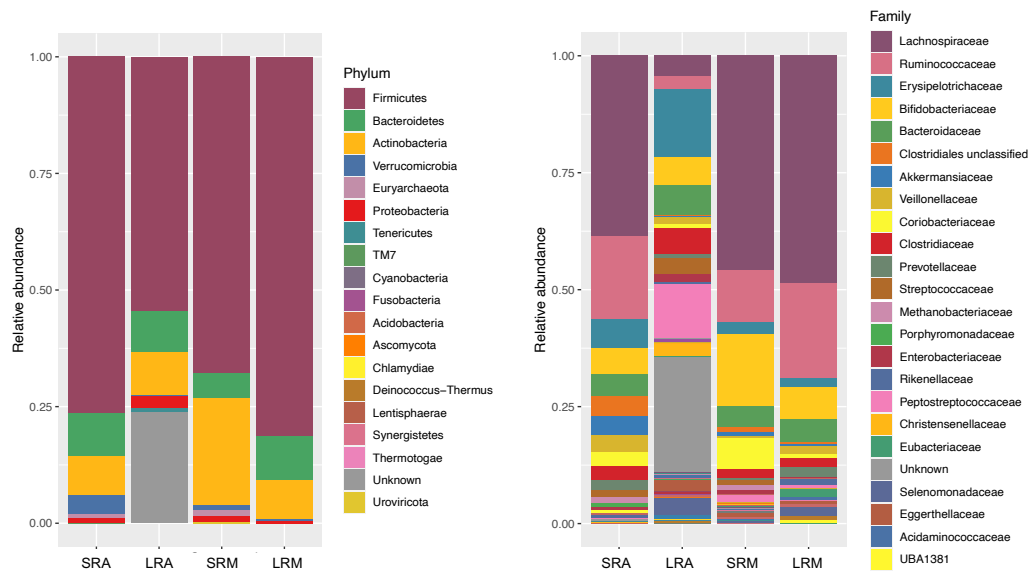 Relative abundance
1.00
0.75
0.50
0.25
0.00
SRA
LRA
SRM
LRM
Phylum
Firmicutes
Bacteroidetes
Actinobacteria
Verrucomicrobia
Euryarchaeota
Proteobacteria
Tenericutes
TM7
Cyanobacteria
Fusobacteria
Acidobacteria
Ascomycota
Chlamydiae
Deinococcus−Thermus
Lentisphaerae
Synergistetes
Thermotogae
Unknown
Uroviricota
Relative abundance
1.00
0.75
0.50
0.25
0.00
SRA
LRA
SRM
LRM
Family
Lachnospiraceae
Ruminococcaceae
Erysipelotrichaceae
Bifidobacteriaceae
Bacteroidaceae
Clostridiales unclassified
Akkermansiaceae
Veillonellaceae
Coriobacteriaceae
Clostridiaceae
Prevotellaceae
Streptococcaceae
Methanobacteriaceae
Porphyromonadaceae
Enterobacteriaceae
Rikenellaceae
Peptostreptococcaceae
Christensenellaceae
Eubacteriaceae
Unknown
Selenomonadaceae
Eggerthellaceae
Acidaminococcaceae
UBA1381